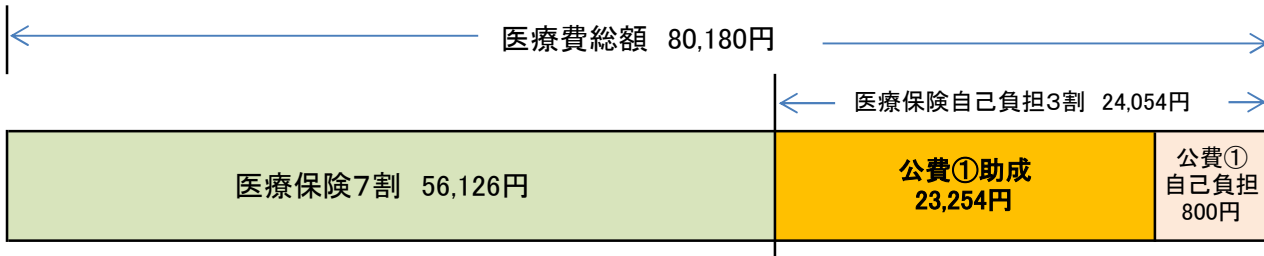 医療費総額　80,180円
医療保険自己負担３割　24,054円
医療保険７割　56,126円
公費①助成
23,254円
公費①
自己負担
800円